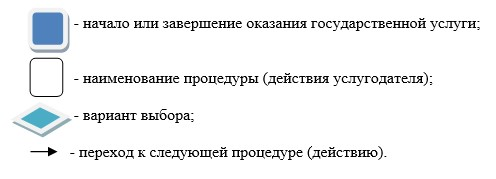 - начало или завершение оказания государственной услуги;
- наименование процедуры (действия услугодателя);
- вариант выбора;
- переход к следующей процедуре (действию).